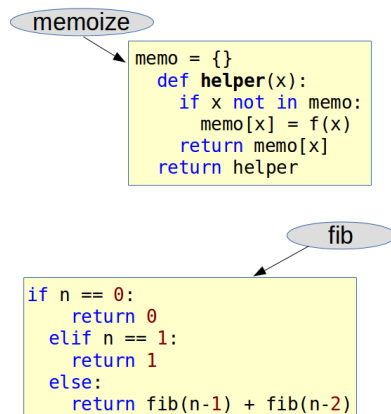 memoize
memo = {}
def helper(x):
if x not in memo:
memo[x] = f(x)
return memo[x]
return helper
fib
if n == 0:
return 0
elif n == 1:
return 1
else:
return fib(n-1) + fib(n-2)